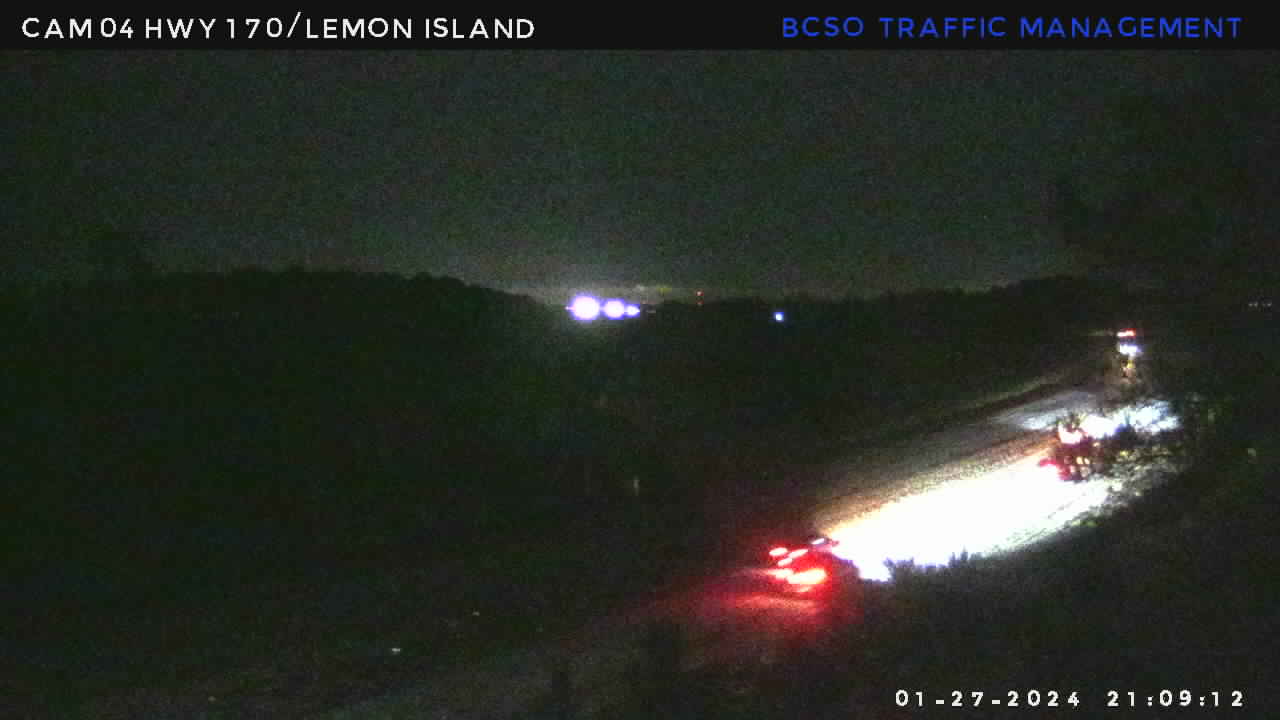 CAM04 HWY 170/LEMON ISLAND
BCSO TRAFFIC MANAGEMENT
01-27-2024 21:09:12